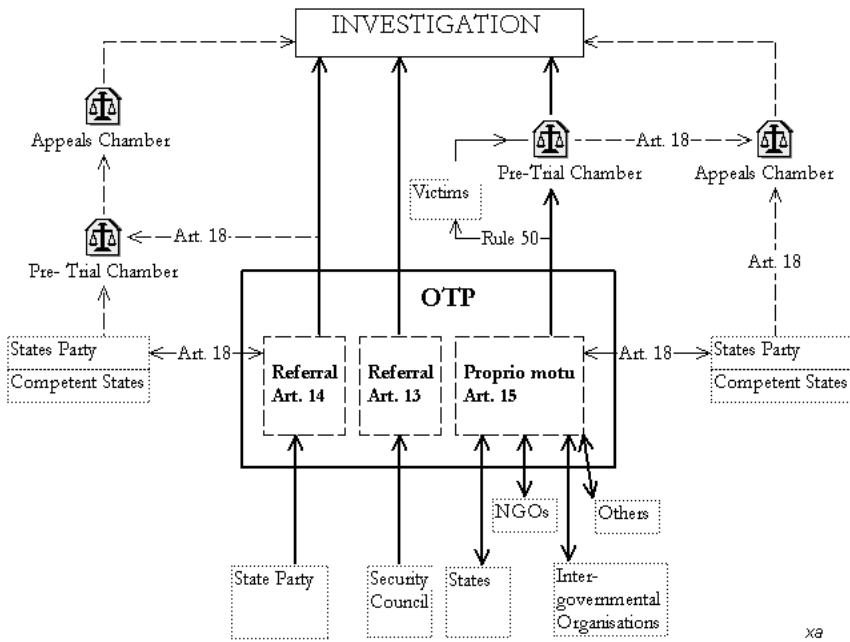 INVESTIGATION
Appeals Chamber
Art. 18
Pre-Trial Chamber
Appeals Chamber
Victims
Art. 18
Rule 50
Pre- Trial Chamber
Art. 18
OTP
States Party
Competent States
Art. 18
Referral
Art. 14
Referral
Art. 13
Proprio motu
Art. 15
Art. 18
States Party
Competent States
NGOs
Others
State Party
Security
Council
States
Inter-
governmental
Organisations
xa